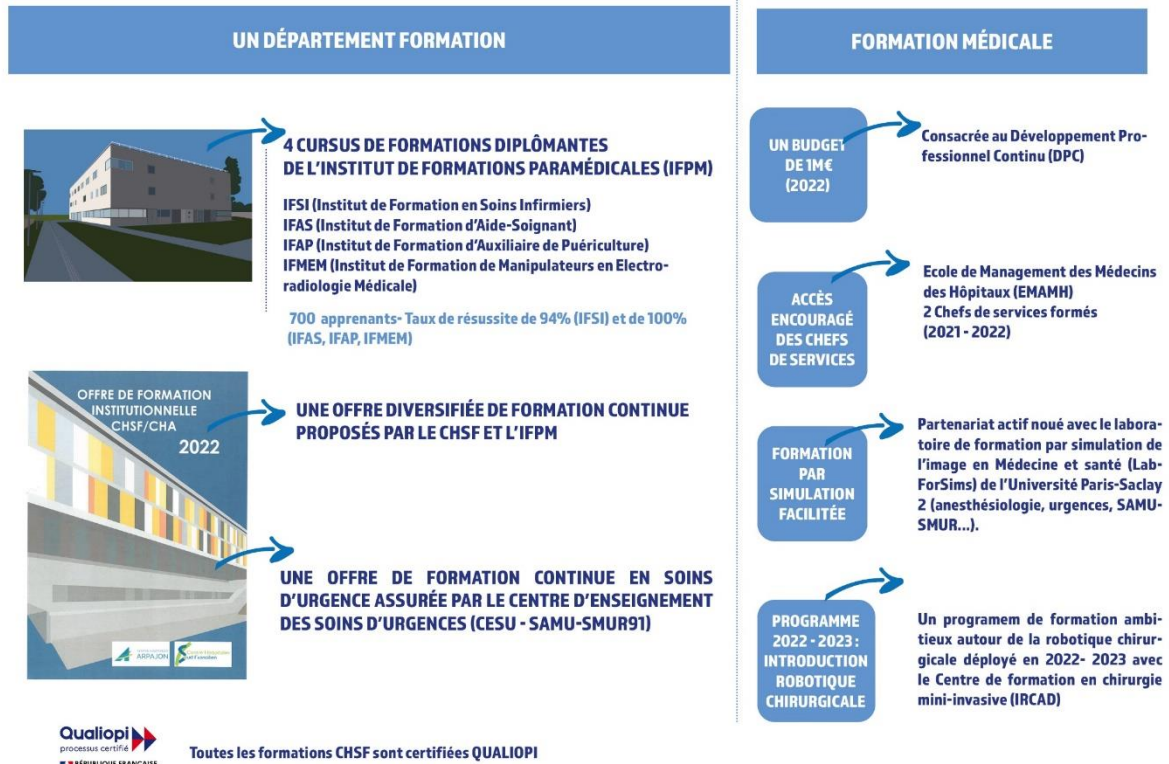 UN DÉPARTEMENT FORMATION
4 CURSUS DE FORMATIONS DIPLÔMANTES
DE L'INSTITUT DE FORMATIONS PARAMÉDICALES (IFPM)
IFSI (Institut de Formation en Soins Infirmiers)
IFAS (Institut de Formation d'Aide-Soignant)
IFAP (Institut de Formation d'Auxiliaire de Puériculture)
IFMEM (Institut de Formation de Manipulateurs en Electro-
radiologie Médicale)
700 apprenants- Taux de résussite de 94% (IFSI) et de 100%
(IFAS, IFAP, IFMEM)
OFFRE DE FORMATION
INSTITUTIONNELLE
CHSF/CHA
2022
ARPAJON
UNE OFFRE DIVERSIFIÉE DE FORMATION CONTINUE
PROPOSÉS PAR LE CHSF ET L'IFPM
UNE OFFRE DE FORMATION CONTINUE EN SOINS
D'URGENCE ASSURÉE PAR LE CENTRE D'ENSEIGNEMENT
DES SOINS D'URGENCES (CESU - SAMU-SMUR91)
Qualiopi
processus certifié
RÉPUBLIQUE FRANÇAISE
Toutes les formations CHSF sont certifiées QUALIOPI
FORMATION MÉDICALE
UN BUDGET
DE 1M€
(2022)
Consacrée au Développement Pro-
fessionnel Continu (DPC)
ACCÈS
ENCOURAGÉ
DES CHEFS
DE SERVICES
Ecole de Management des Médecins
des Hôpitaux (EMAMH)
2 Chefs de services formés
(2021 - 2022)
FORMATION
PAR
SIMULATION
FACILITÉE
Partenariat actif noué avec le labora-
toire de formation par simulation de
l'image en Médecine et santé (Lab-
ForSims) de l'Université Paris-Saclay
2 (anesthésiologie, urgences, SAMU-
SMUR...).
PROGRAMME
2022 - 2023 :
INTRODUCTION
ROBOTIQUE
CHIRURGICALE
Un programem de formation ambi-
tieux autour de la robotique chirur-
gicale déployé en 2022- 2023 avec
le Centre de formation en chirurgie
mini-invasive (IRCAD)